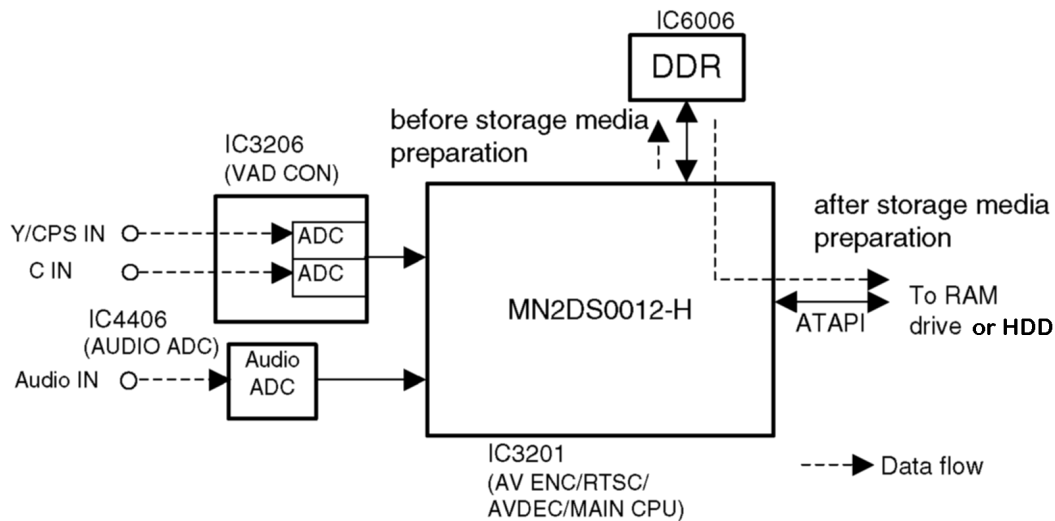 IC6006
DDR
before storage media
preparation
IC3206
(VAD CON)
Y/CPS IN
ADC
C IN
ADC
after storage media
preparation
MN2DS0012-H
ATAPI
To RAM
drive or HDD
IC4406
(AUDIO ADC)
Audio IN
Audio
ADC
IC3201
(AV ENC/RTSC/
AVDEC/MAIN CPU)
Data flow